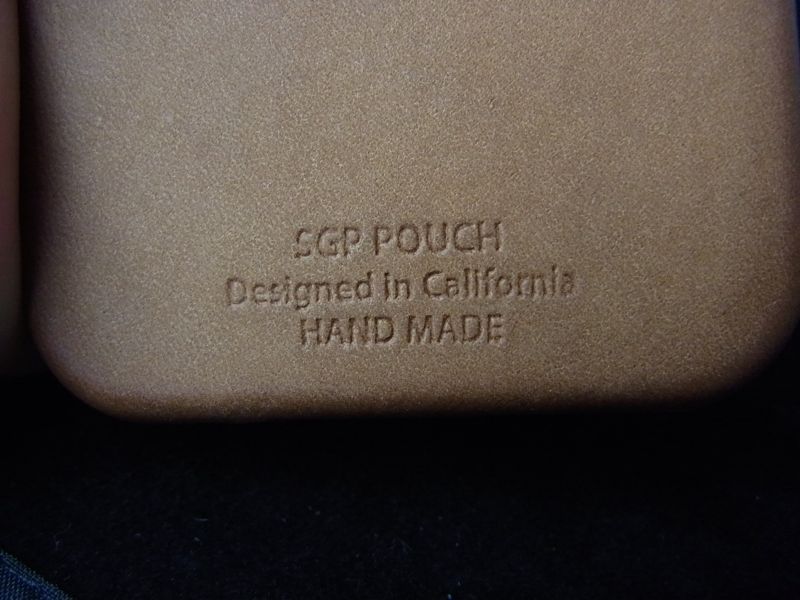 SGP POUCH
Designed in California
HAND MADE